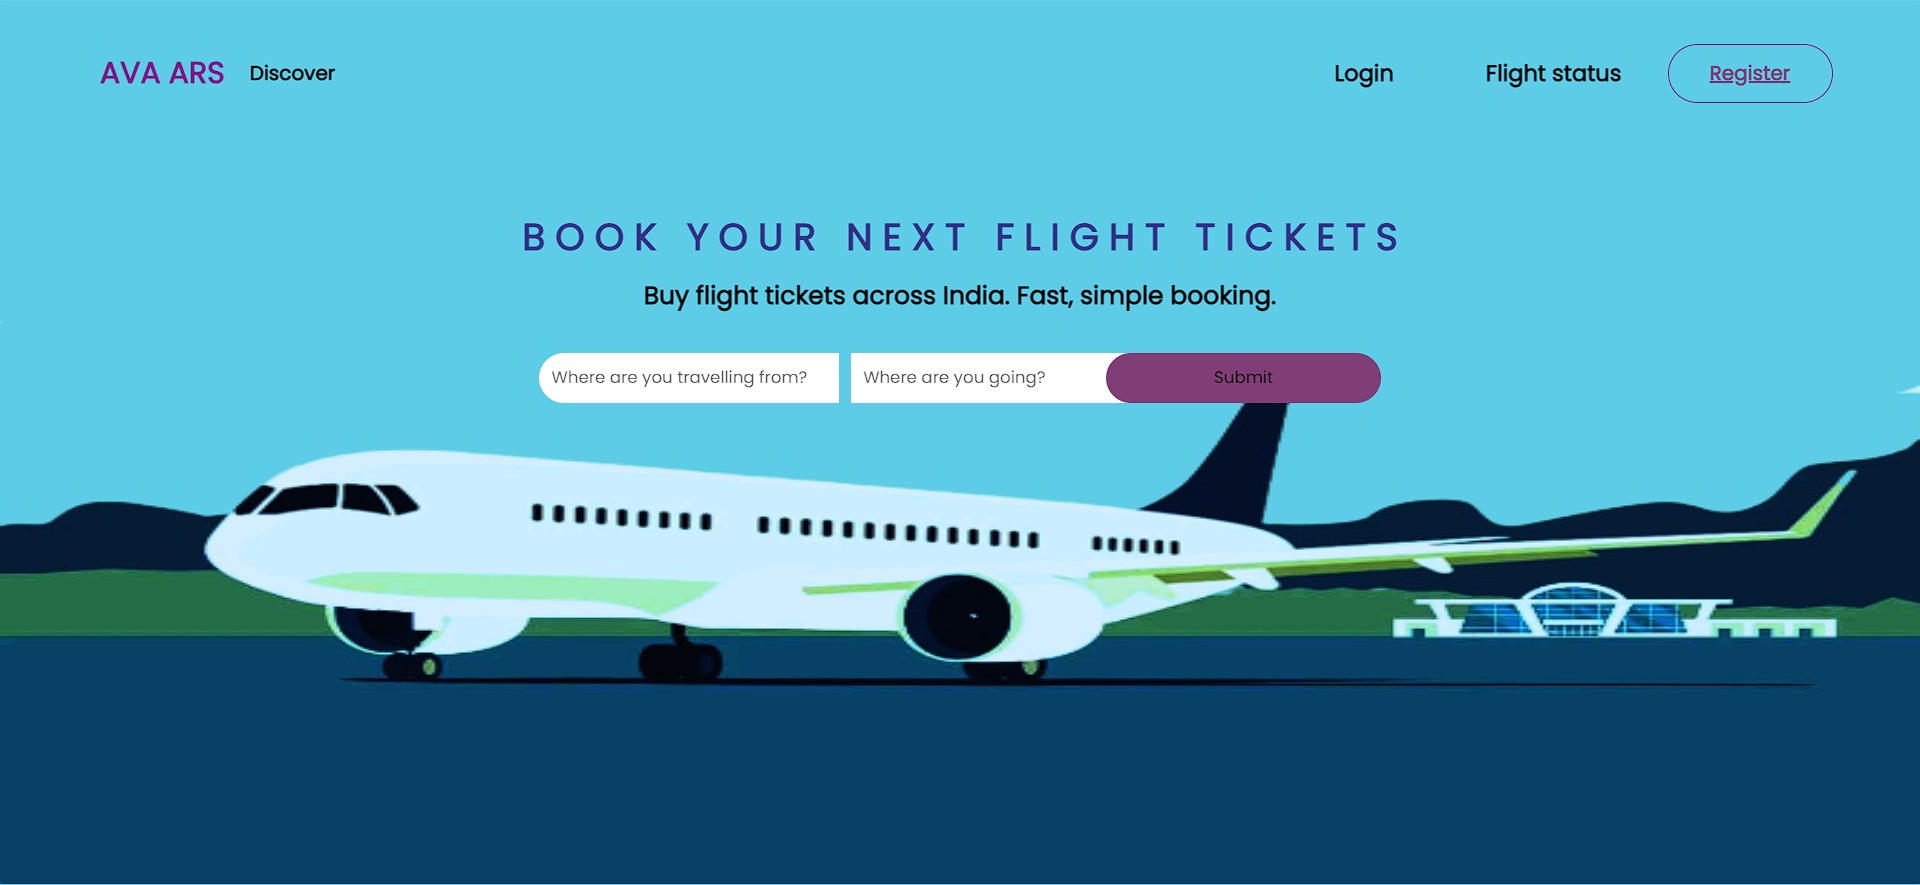 AVA ARS Discover Login Flight status Register
BOOK YOUR NEXT FLIGHT TICKETS
Buy flight tickets across India. Fast, simple booking.
Where are you travelling from? Where are you going? Submit